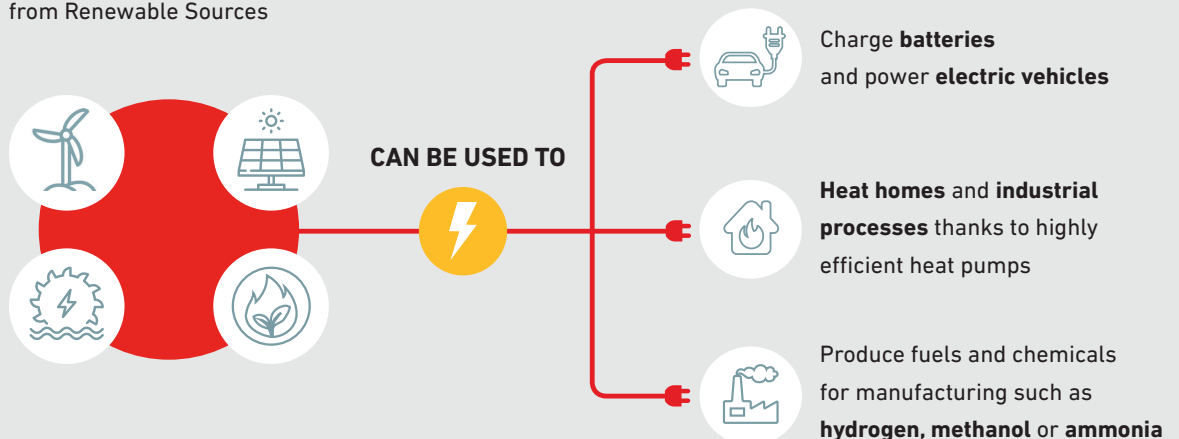 from Renewable Sources
CAN BE USED TO
Charge batteries
and power electric vehicles
Heat homes and industrial
processes thanks to highly
efficient heat pumps
Produce fuels and chemicals
for manufacturing such as
hydrogen, methanol or ammonia